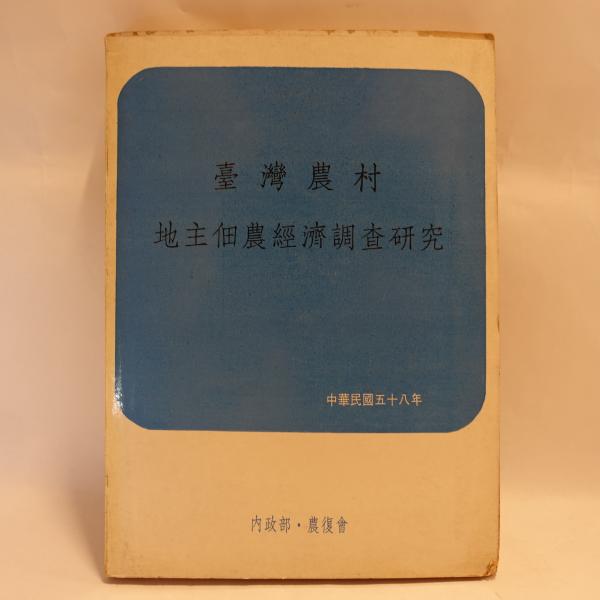 臺灣農村
地主佃農經濟調查研究
中華民國五十八年
內政部·農復會